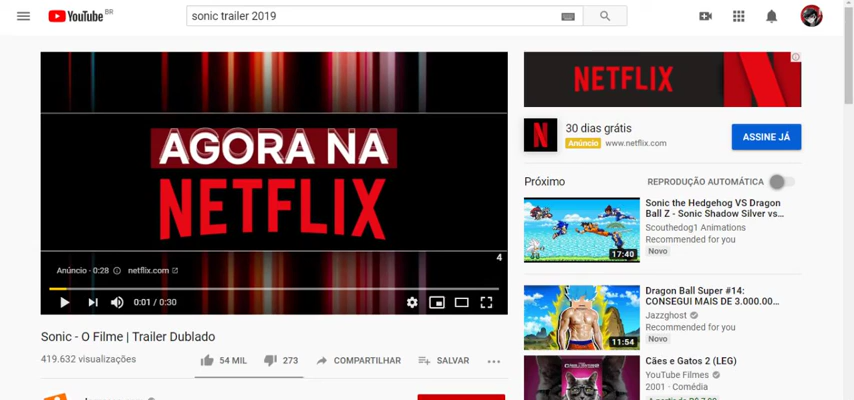 YouTube BR
sonic trailer 2019
AGORA NA
NETFLIX
4
Anúncio · 0:28
netflix.com
0:01 / 0:30
Sonic - O Filme | Trailer Dublado
419.632 visualizações
54 MIL
273
COMPARTILHAR
SALVAR
NETFLIX
N
30 dias grátis
Anúncio www.netflix.com
ASSINE JÁ
Próximo
REPRODUÇÃO AUTOMÁTICA
17:40
Sonic the Hedgehog VS Dragon
Ball Z - Sonic Shadow Silver vs...
Scouthedog1 Animations
Recommended for you
Novo
11:54
Dragon Ball Super #14:
CONSEGUI MAIS DE 3.000.00...
Jazzghost
Recommended for you
Novo
Cães e Gatos 2 (LEG)
YouTube Filmes
2001 · Comédia